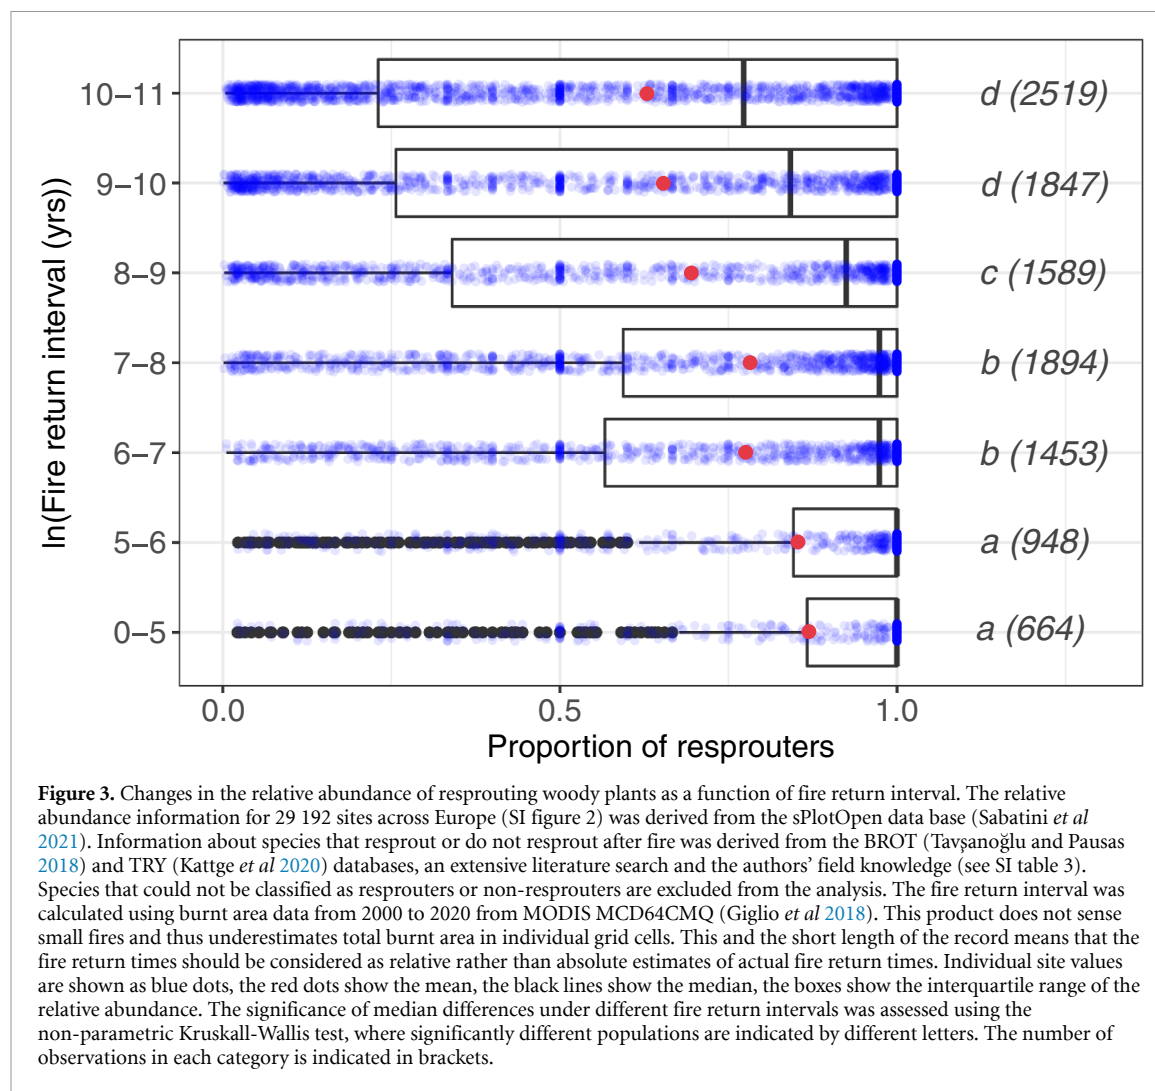 10−11
d (2519)
9−10
d (1847)
8−9
c (1589)
7−8
b (1894)
6−7
b (1453)
5−6
a (948)
0−5
a (664)
ln(Fire return interval (yrs))
0.0 0.5 1.0
Proportion of resprouters
Figure 3. Changes in the relative abundance of resprouting woody plants as a function of fire return interval. The relative
abundance information for 29 192 sites across Europe (SI figure 2) was derived from the sPlotOpen data base (Sabatini et al
2021). Information about species that resprout or do not resprout after fire was derived from the BROT (Tavşanoğlu and Pausas
2018) and TRY (Kattge et al 2020) databases, an extensive literature search and the authors’ field knowledge (see SI table 3).
Species that could not be classified as resprouters or non-resprouters are excluded from the analysis. The fire return interval was
calculated using burnt area data from 2000 to 2020 from MODIS MCD64CMQ (Giglio et al 2018). This product does not sense
small fires and thus underestimates total burnt area in individual grid cells. This and the short length of the record means that the
fire return times should be considered as relative rather than absolute estimates of actual fire return times. Individual site values
are shown as blue dots, the red dots show the mean, the black lines show the median, the boxes show the interquartile range of the
relative abundance. The significance of median differences under different fire return intervals was assessed using the
non-parametric Kruskall-Wallis test, where significantly different populations are indicated by different letters. The number of
observations in each category is indicated in brackets.